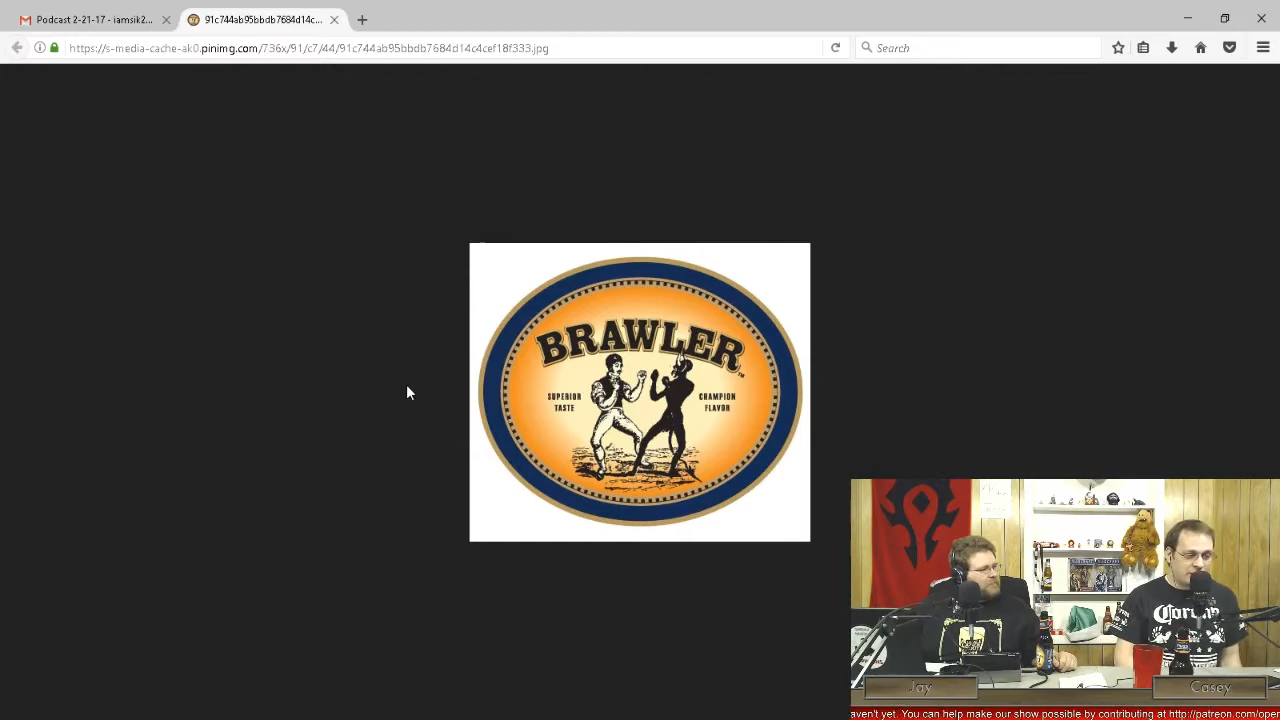 Podcast 2-21-17 - iamsik2...
91c744ab95bbdb7684d14c...
https://s-media-cache-ak0.pinimg.com/736x/91/c7/44/91c744ab95bbdb7684d14c4cef18f333.jpg
Search
BRAWLER™
SUPERIOR
TASTE
CHAMPION
FLAVOR
Corona
Jay
Casey
aven't yet. You can help make our show possible by contributing at http://patreon.com/open